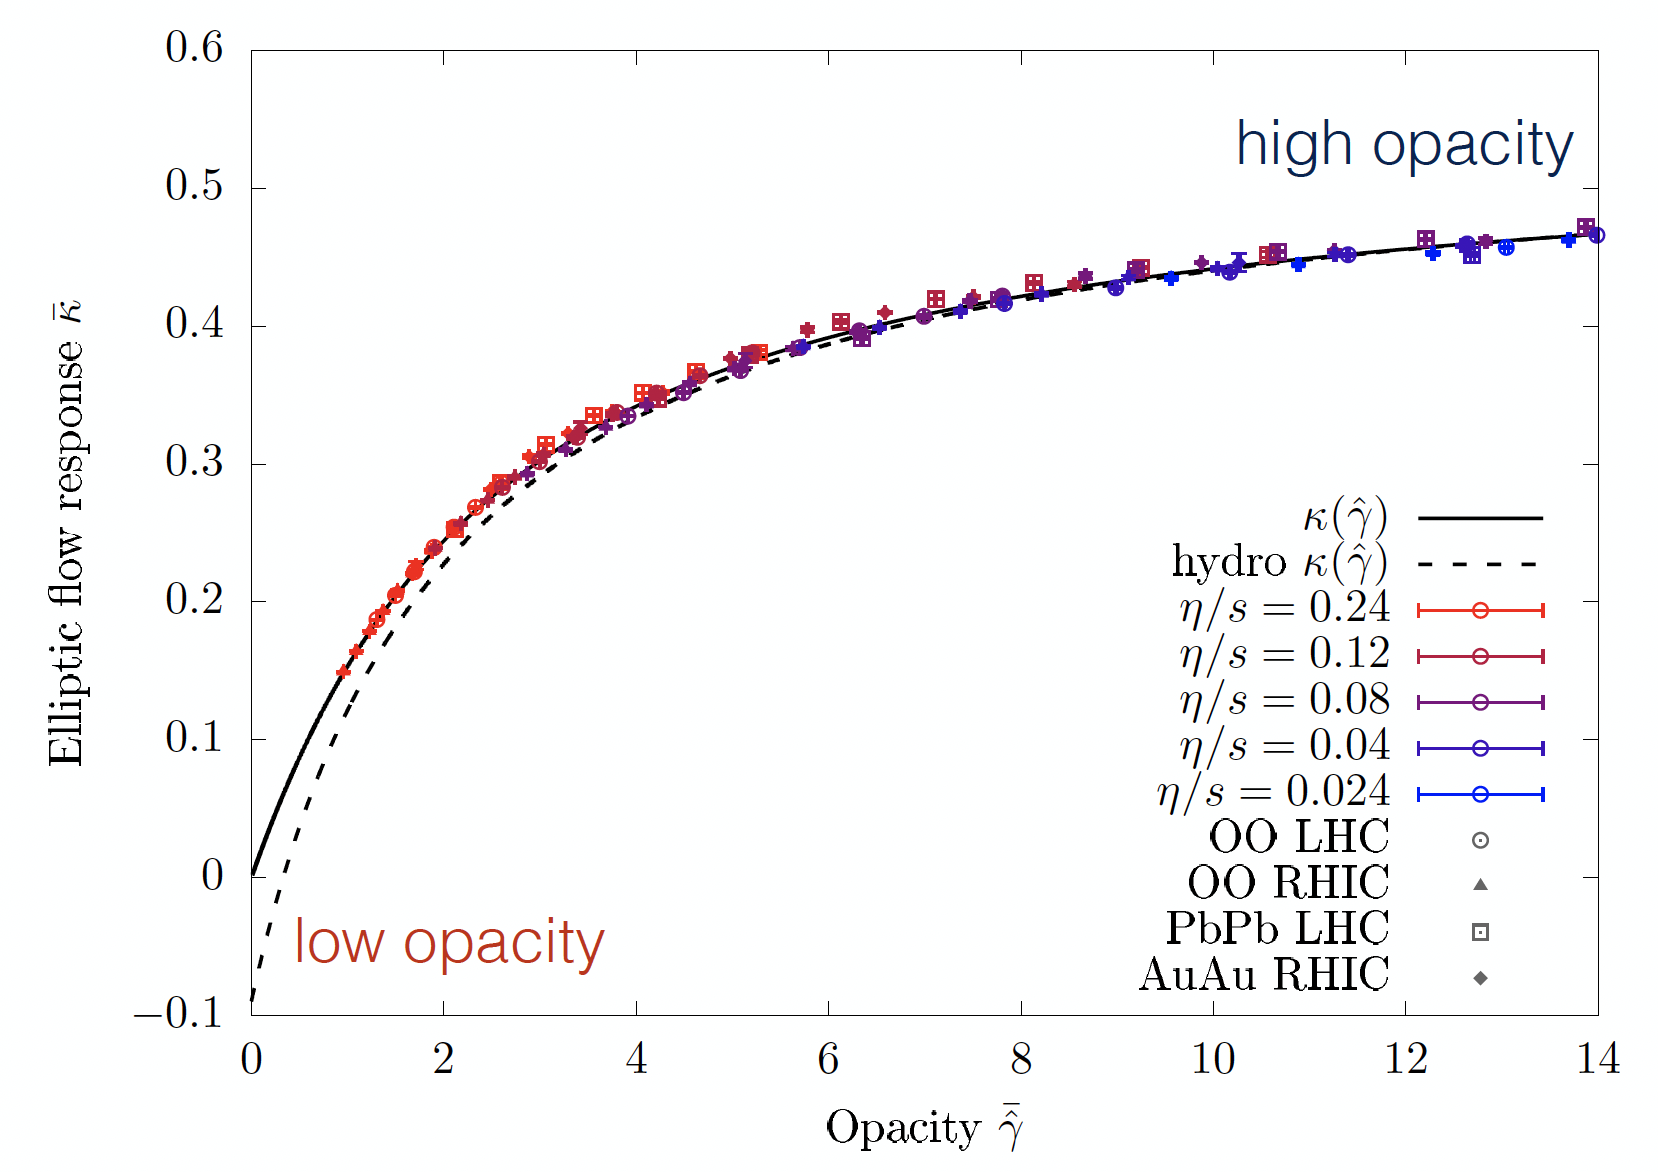 0.6
0.5
0.4
0.3
0.2
0.1
0
−0.1
Elliptic flow response κ̄
high opacity
low opacity
κ(γ̂)
hydro κ(γ̂)
η/s = 0.24
η/s = 0.12
η/s = 0.08
η/s = 0.04
η/s = 0.024
OO LHC
OO RHIC
PbPb LHC
AuAu RHIC
0 2 4 6 8 10 12 14
Opacity γ̂̄